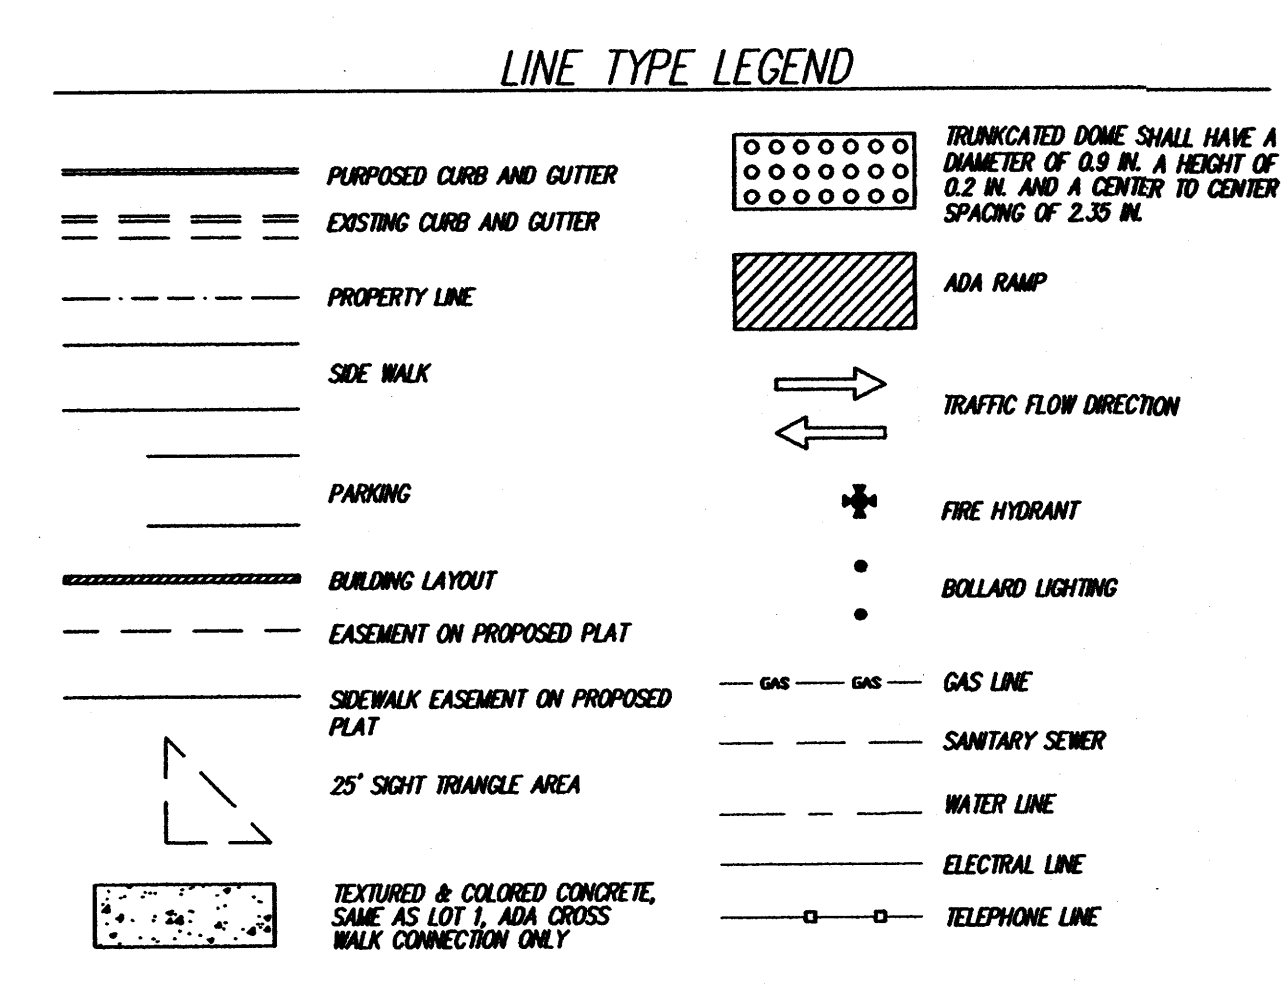 LINE TYPE LEGEND
PURPOSED CURB AND GUTTER
EXISTING CURB AND GUTTER
PROPERTY LINE
SIDE WALK
PARKING
BUILDING LAYOUT
EASEMENT ON PROPOSED PLAT
SIDEWALK EASEMENT ON PROPOSED
PLAT
25' SIGHT TRIANGLE AREA
TEXTURED & COLORED CONCRETE,
SAME AS LOT 1, ADA CROSS
WALK CONNECTION ONLY
TRUNKCATED DOME SHALL HAVE A
DIAMETER OF 0.9 IN. A HEIGHT OF
0.2 IN. AND A CENTER TO CENTER
SPACING OF 2.35 IN.
ADA RAMP
TRAFFIC FLOW DIRECTION
FIRE HYDRANT
BOLLARD LIGHTING
GAS GAS GAS LINE
SANITARY SEWER
WATER LINE
ELECTRAL LINE
TELEPHONE LINE